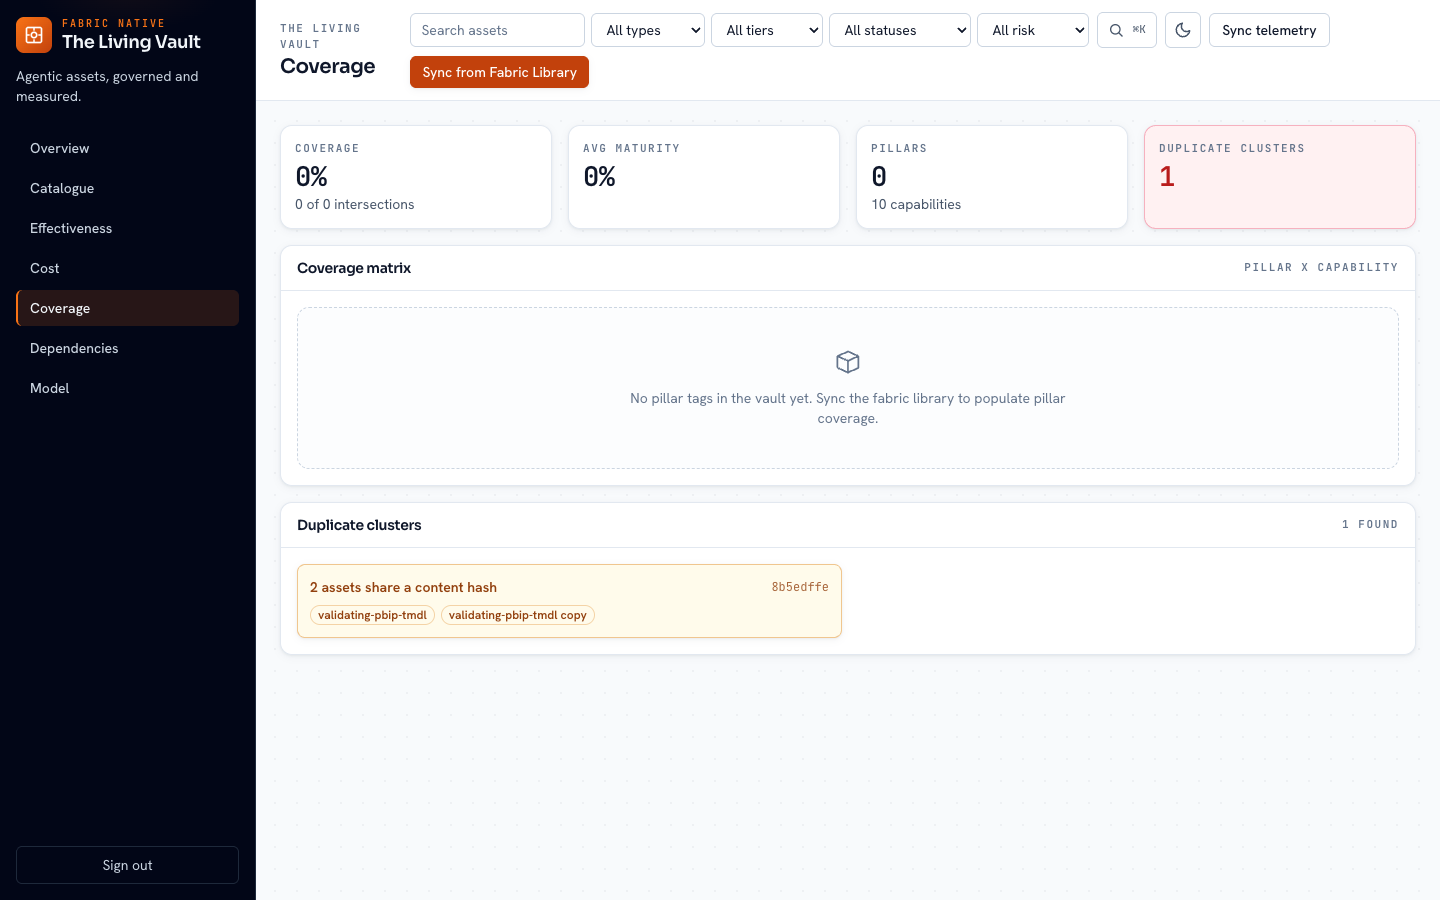 FABRIC NATIVE
The Living Vault
Agentic assets, governed and
measured.
Overview
Catalogue
Effectiveness
Cost
Coverage
Dependencies
Model
Sign out
THE LIVING
VAULT
Coverage
Search assets
All types
All tiers
All statuses
All risk
⌘K
Sync telemetry
Sync from Fabric Library
COVERAGE
0%
0 of 0 intersections
AVG MATURITY
0%
PILLARS
0
10 capabilities
DUPLICATE CLUSTERS
1
Coverage matrix
PILLAR X CAPABILITY
No pillar tags in the vault yet. Sync the fabric library to populate pillar
coverage.
Duplicate clusters
1 FOUND
2 assets share a content hash
8b5edffe
validating-pbip-tmdl
validating-pbip-tmdl copy